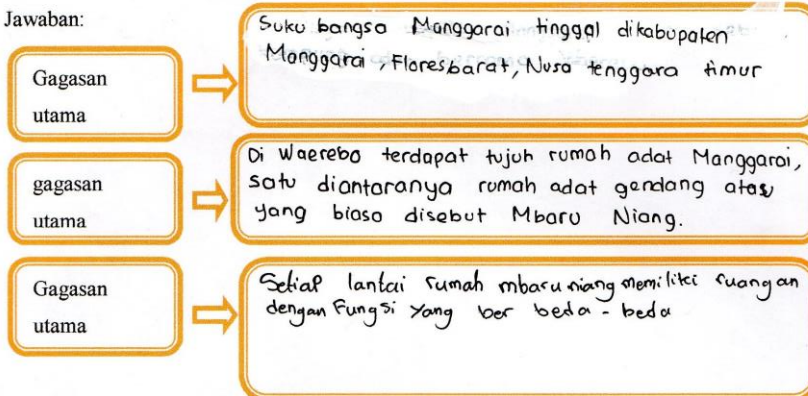 Jawaban:
Gagasan
utama
Suku bangsa Manggarai tinggal dikabupaten
Manggarai, Floresbarat, Nusa tenggara timur
gagasan
utama
Di Waerebo terdapat tujuh rumah adat Manggarai,
satu diantaranya rumah adat gendang atas
yang biasa disebut Mbaru Niang.
Gagasan
utama
Setiap lantai rumah mbaru niang memiliki ruangan
dengan Fungsi Yang ber beda - beda